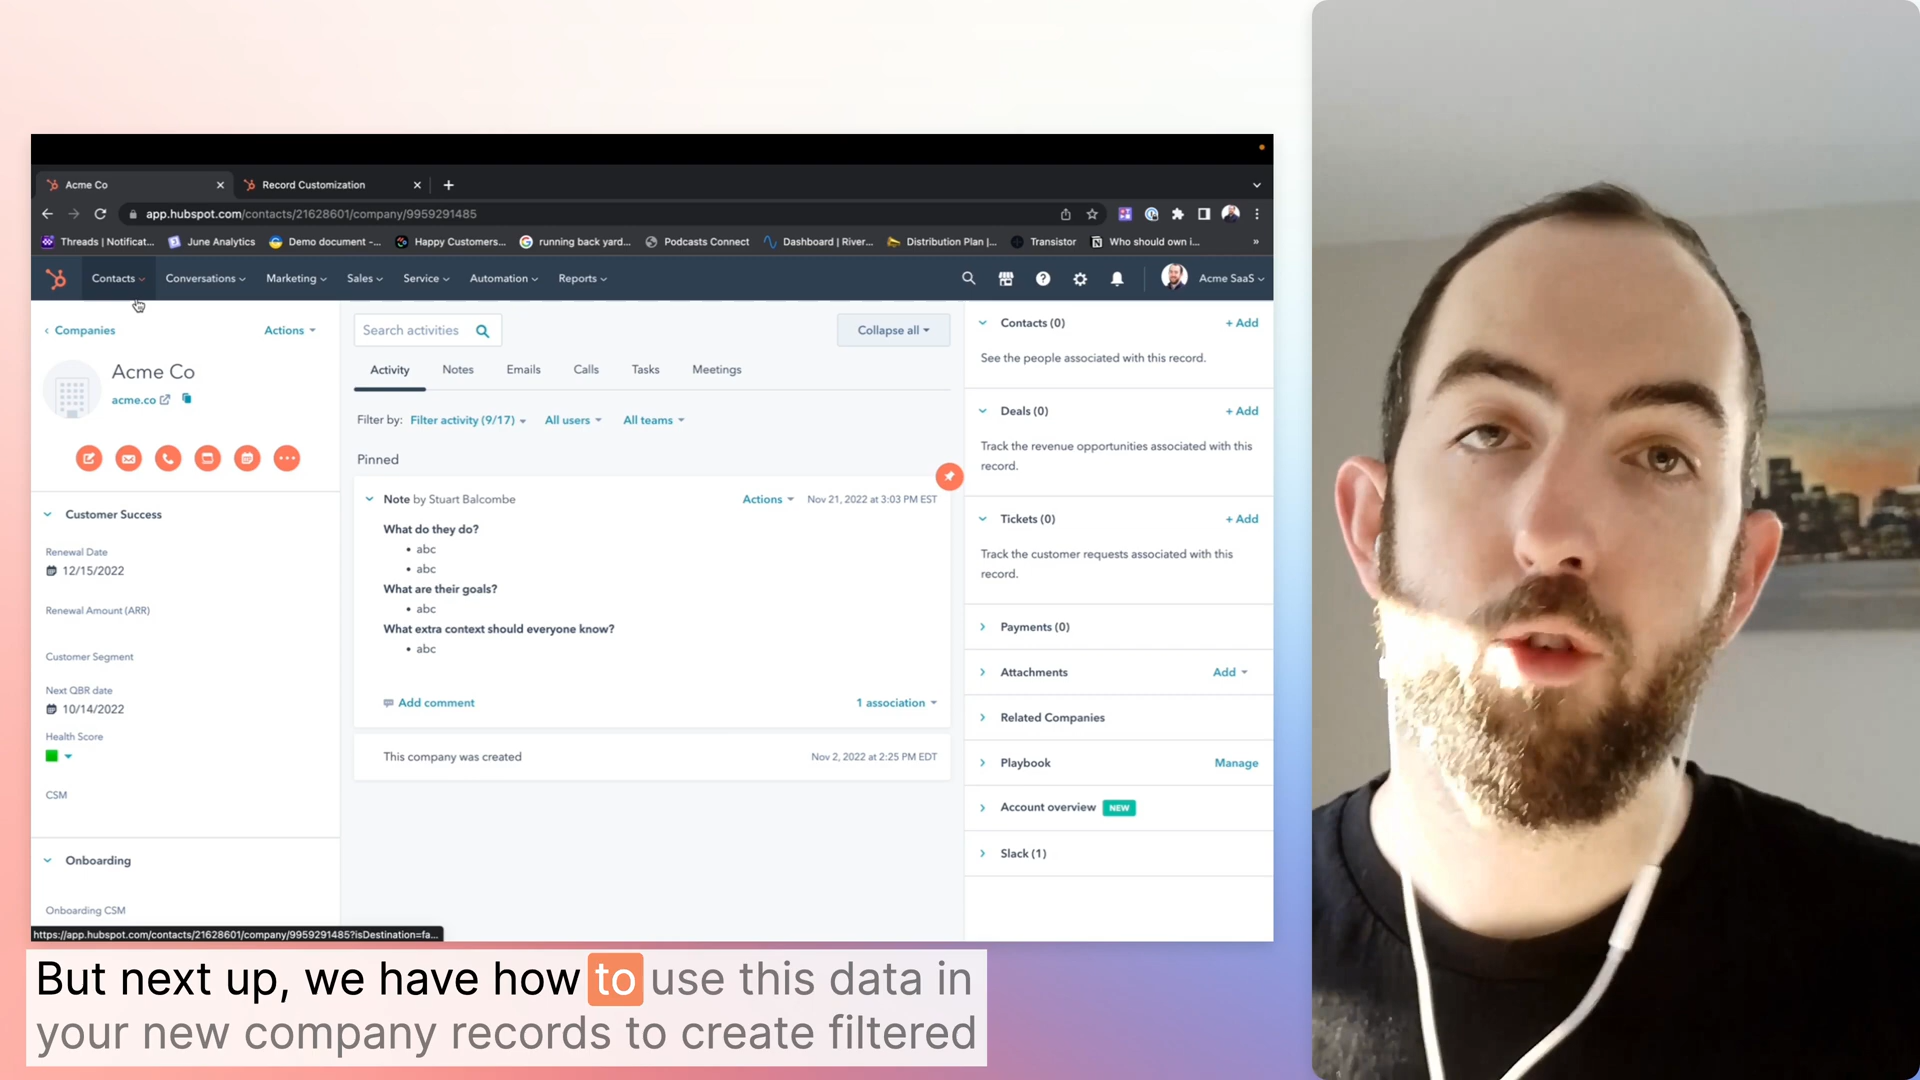 Acme Co
Record Customization
app.hubspot.com/contacts/21628601/company/9959291485
Threads | Notificat...
June Analytics
Demo document -...
Happy Customers...
running back yard...
Podcasts Connect
Dashboard | River...
Distribution Plan |...
Transistor
Who should own i...
»
Contacts
Conversations
Marketing
Sales
Service
Automation
Reports
Acme SaaS
Companies
Actions
Acme Co
acme.co
Customer Success
Renewal Date
12/15/2022
Renewal Amount (ARR)
Customer Segment
Next QBR date
10/14/2022
Health Score
CSM
Onboarding
Onboarding CSM
https://app.hubspot.com/contacts/21628601/company/9959291485?isDestination=fa...
Search activities
Collapse all
Activity
Notes
Emails
Calls
Tasks
Meetings
Filter by:
Filter activity (9/17)
All users
All teams
Pinned
Note by Stuart Balcombe
Actions
Nov 21, 2022 at 3:03 PM EST
What do they do?
• abc
• abc
What are their goals?
• abc
What extra context should everyone know?
• abc
Add comment
1 association
This company was created
Nov 2, 2022 at 2:25 PM EDT
Contacts (0)
+ Add
See the people associated with this record.
Deals (0)
+ Add
Track the revenue opportunities associated with this
record.
Tickets (0)
+ Add
Track the customer requests associated with this
record.
Payments (0)
Attachments
Add
Related Companies
Playbook
Manage
Account overview
NEW
Slack (1)
But next up, we have how to use this data in
your new company records to create filtered